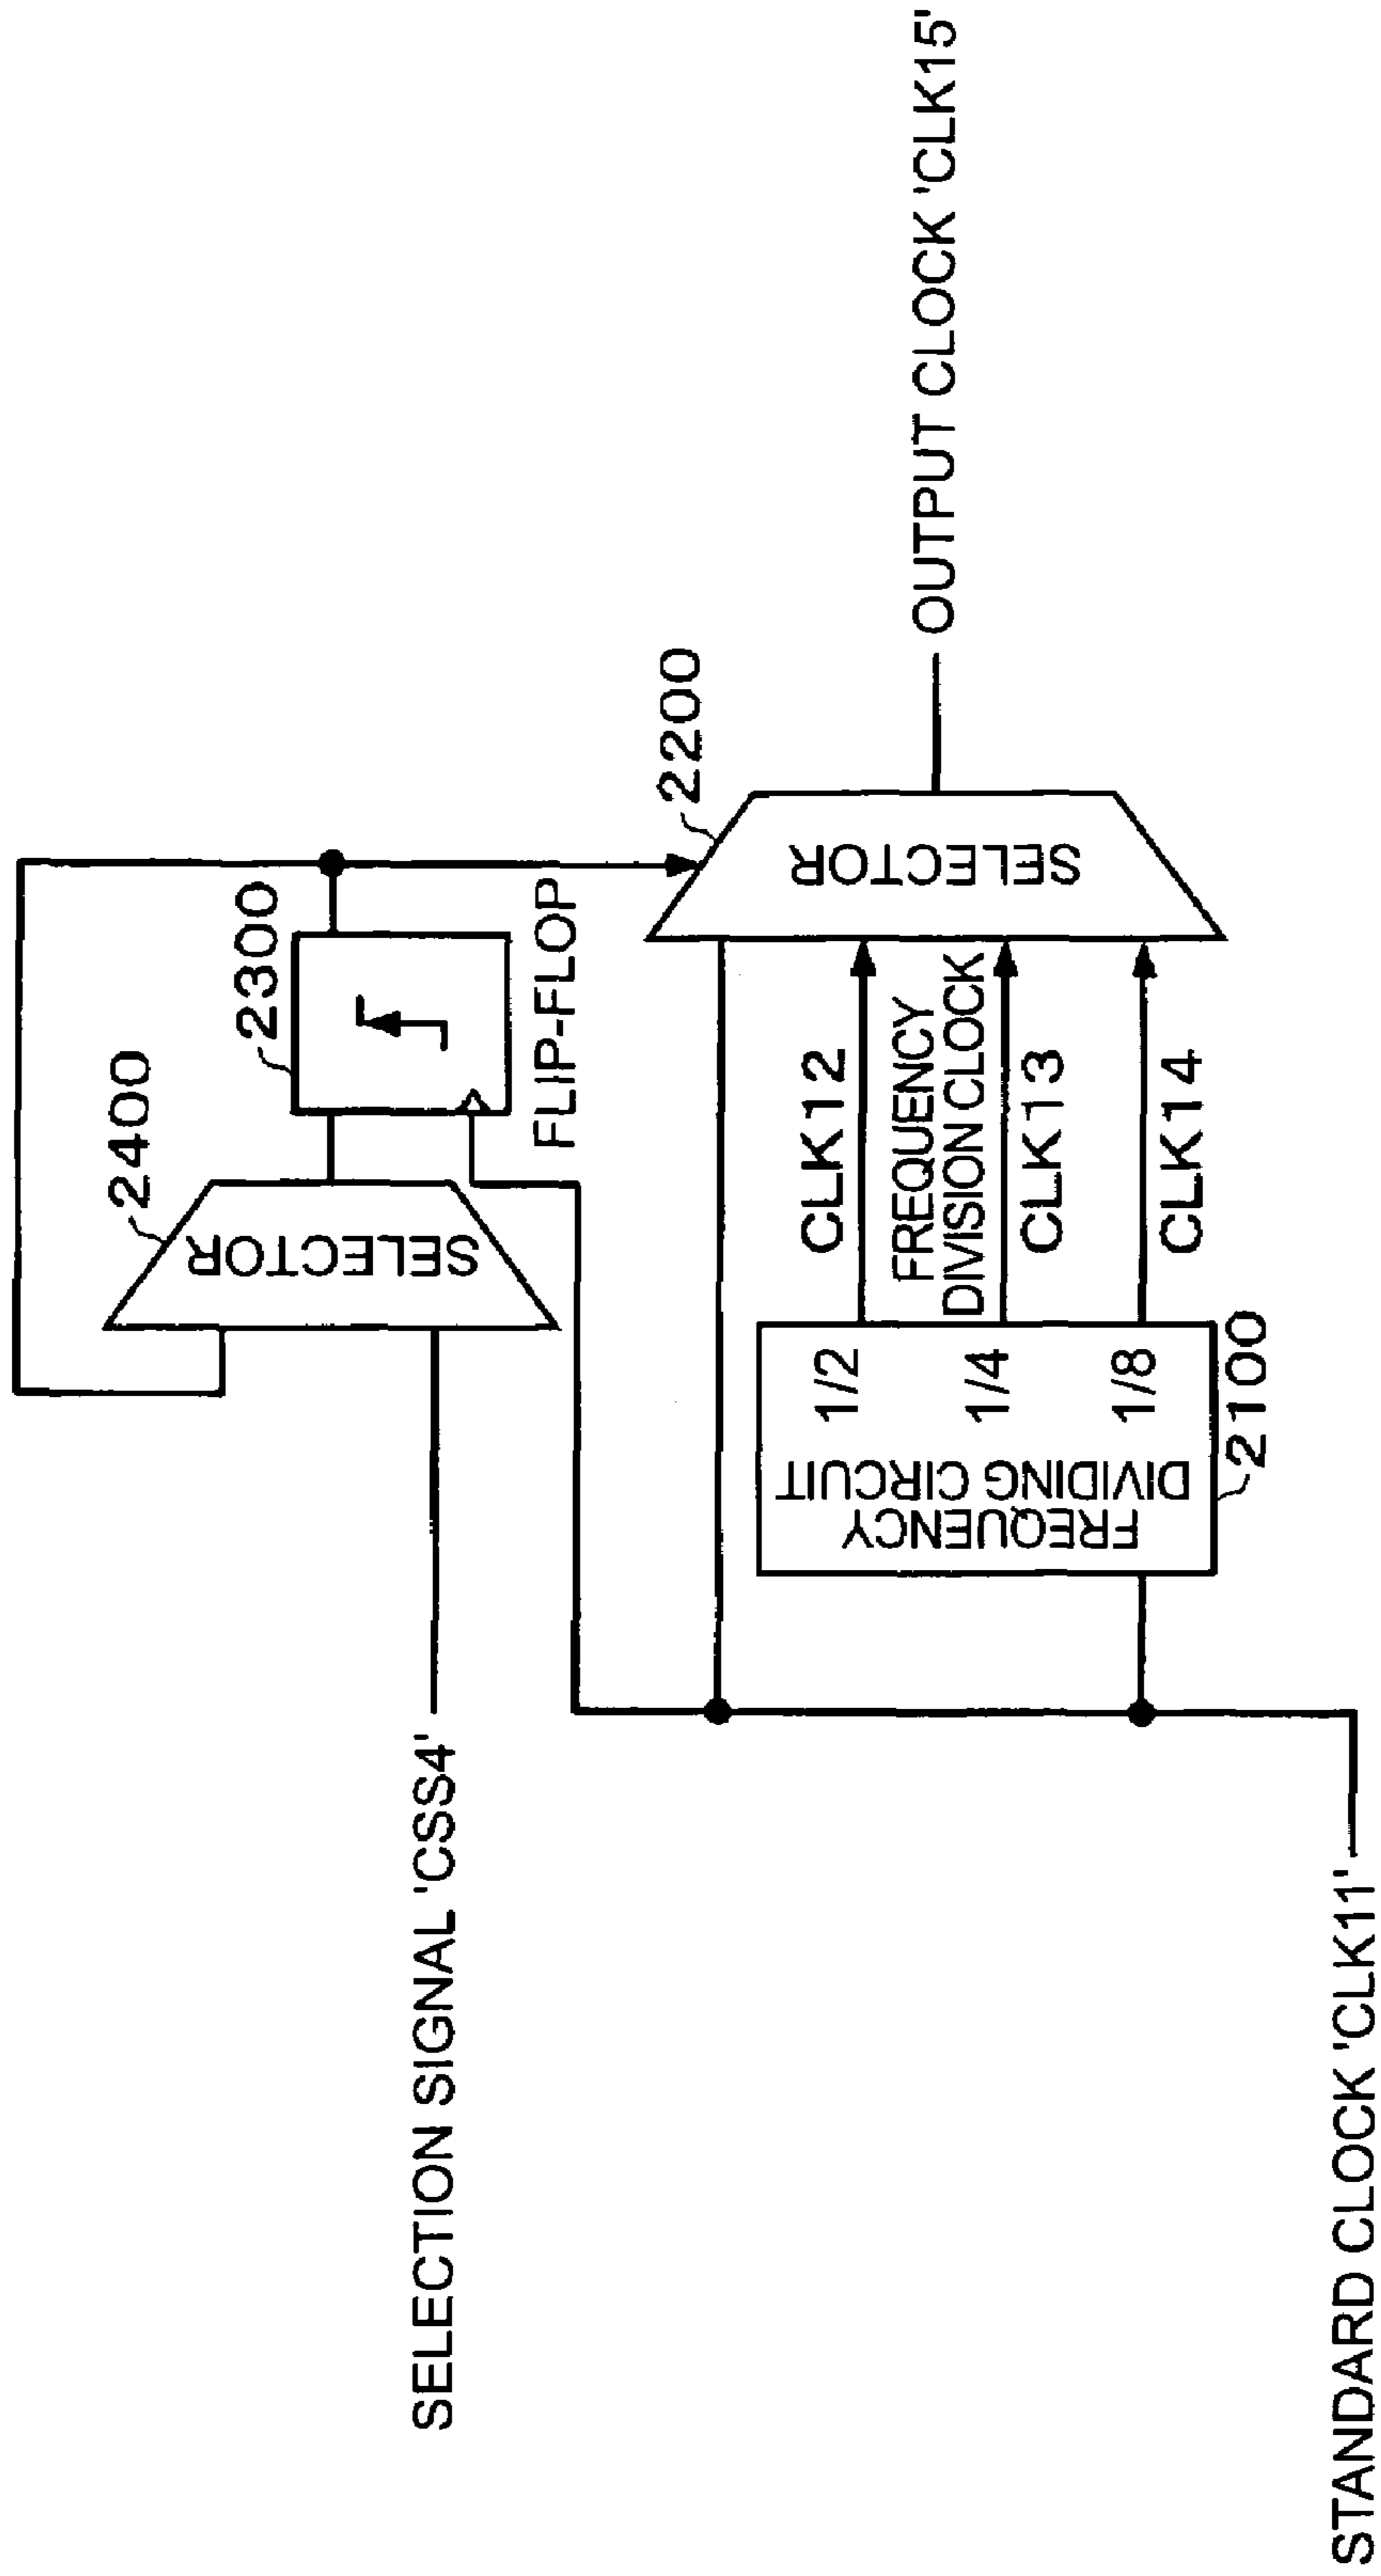 2400
SELECTOR
2300
FLIP-FLOP
SELECTION SIGNAL 'CSS4'
2200
SELECTOR
OUTPUT CLOCK 'CLK15'
CLK12
FREQUENCY
DIVISION CLOCK
CLK13
CLK14
1/2
1/4
1/8
FREQUENCY
DIVIDING CIRCUIT
2100
STANDARD CLOCK 'CLK11'